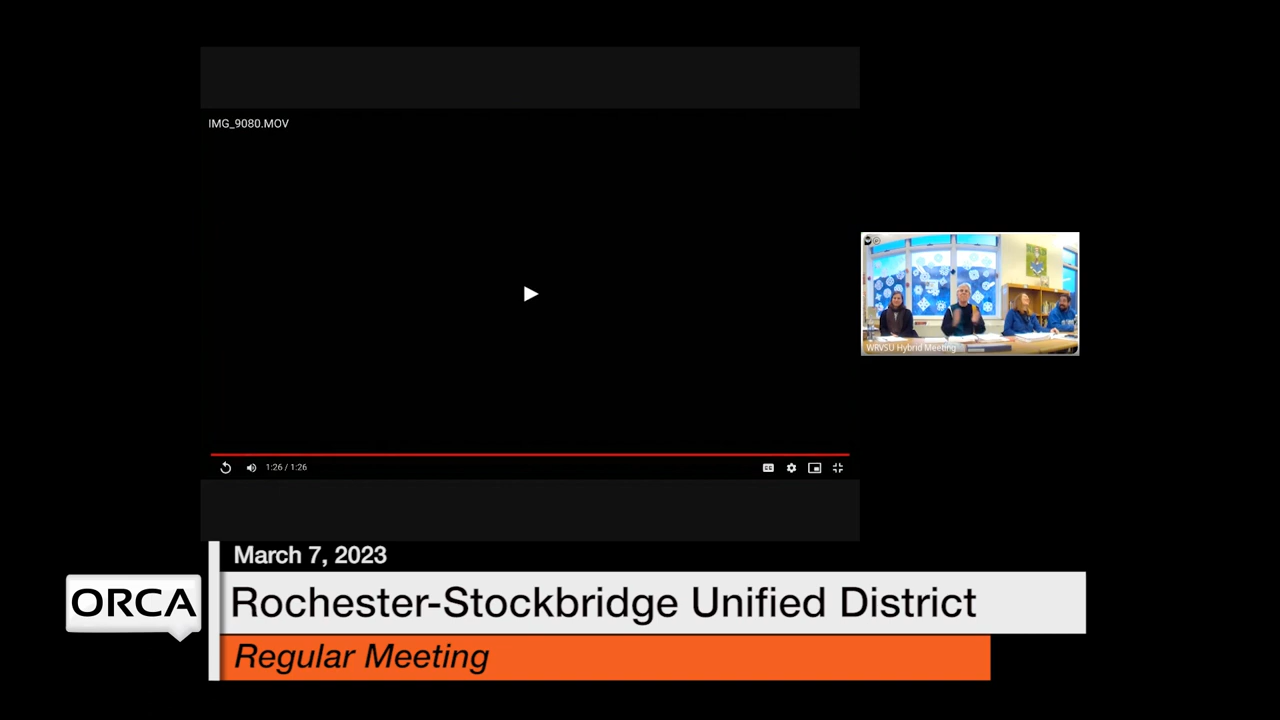 IMG_9080.MOV
WRVSU Hybrid Meeting
1:26 / 1:26
CC
March 7, 2023
ORCA
Rochester-Stockbridge Unified District
Regular Meeting